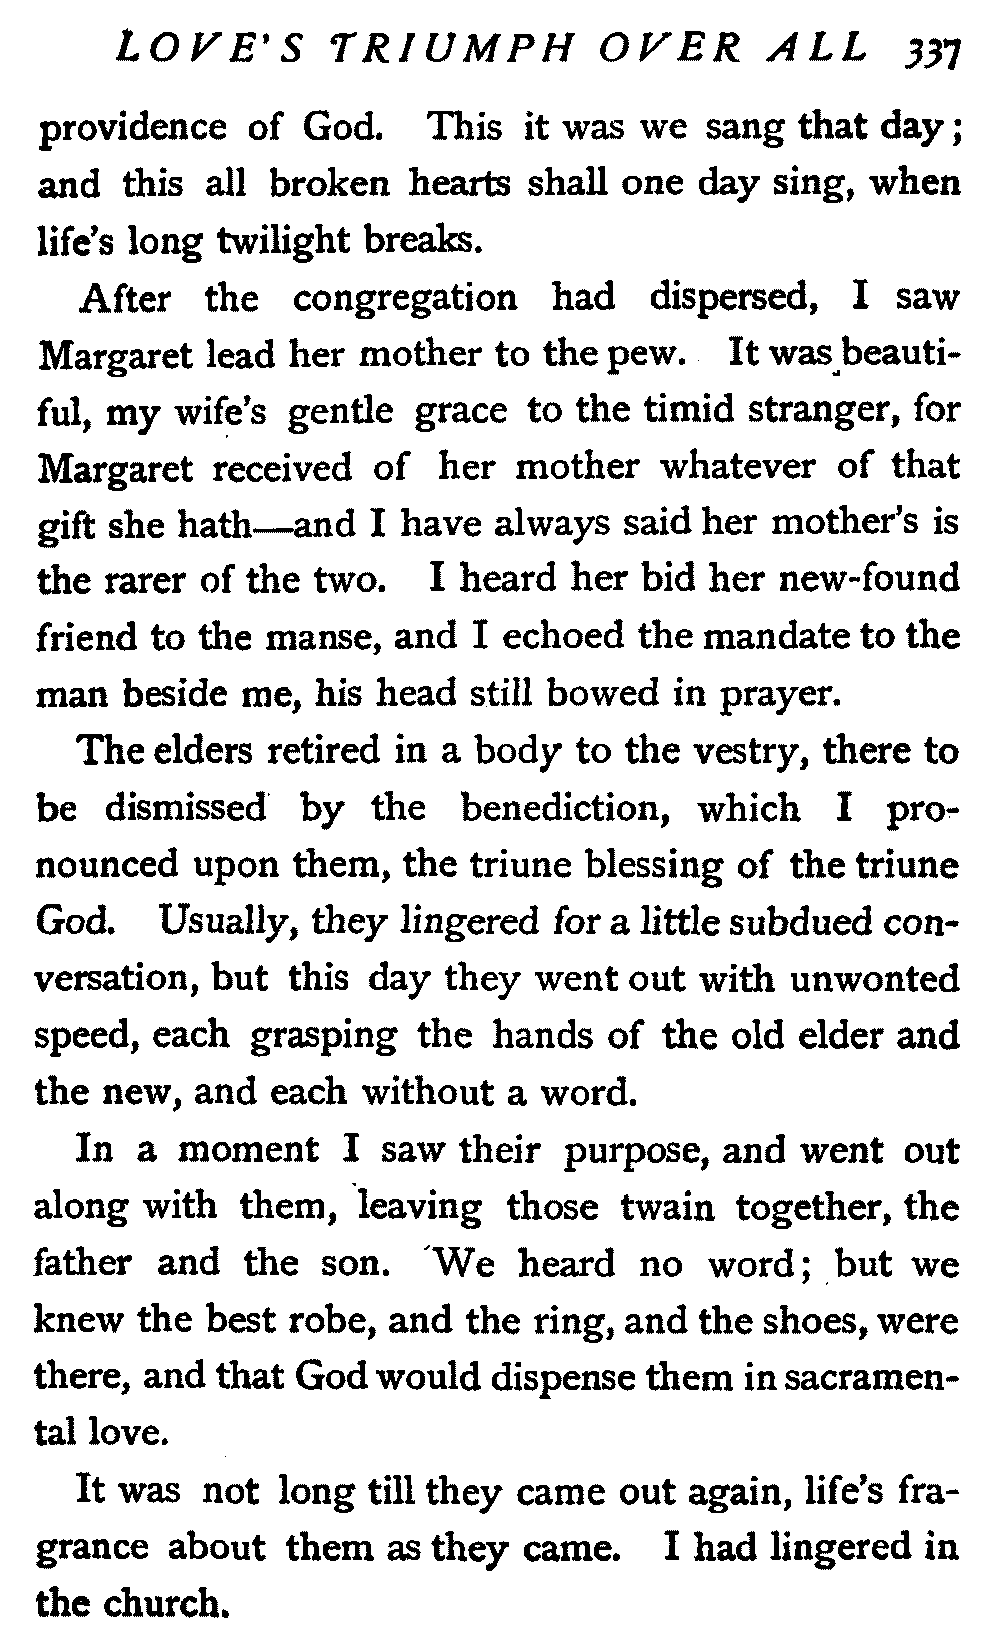 LOVE'S TRIUMPH OVER ALL 337
providence of God. This it was we sang that day;
and this all broken hearts shall one day sing, when
life's long twilight breaks.
After the congregation had dispersed, I saw
Margaret lead her mother to the pew. It was beauti-
ful, my wife's gentle grace to the timid stranger, for
Margaret received of her mother whatever of that
gift she hath—and I have always said her mother's is
the rarer of the two. I heard her bid her new-found
friend to the manse, and I echoed the mandate to the
man beside me, his head still bowed in prayer.
The elders retired in a body to the vestry, there to
be dismissed by the benediction, which I pro-
nounced upon them, the triune blessing of the triune
God. Usually, they lingered for a little subdued con-
versation, but this day they went out with unwonted
speed, each grasping the hands of the old elder and
the new, and each without a word.
In a moment I saw their purpose, and went out
along with them, leaving those twain together, the
father and the son. We heard no word; but we
knew the best robe, and the ring, and the shoes, were
there, and that God would dispense them in sacramen-
tal love.
It was not long till they came out again, life's fra-
grance about them as they came. I had lingered in
the church.